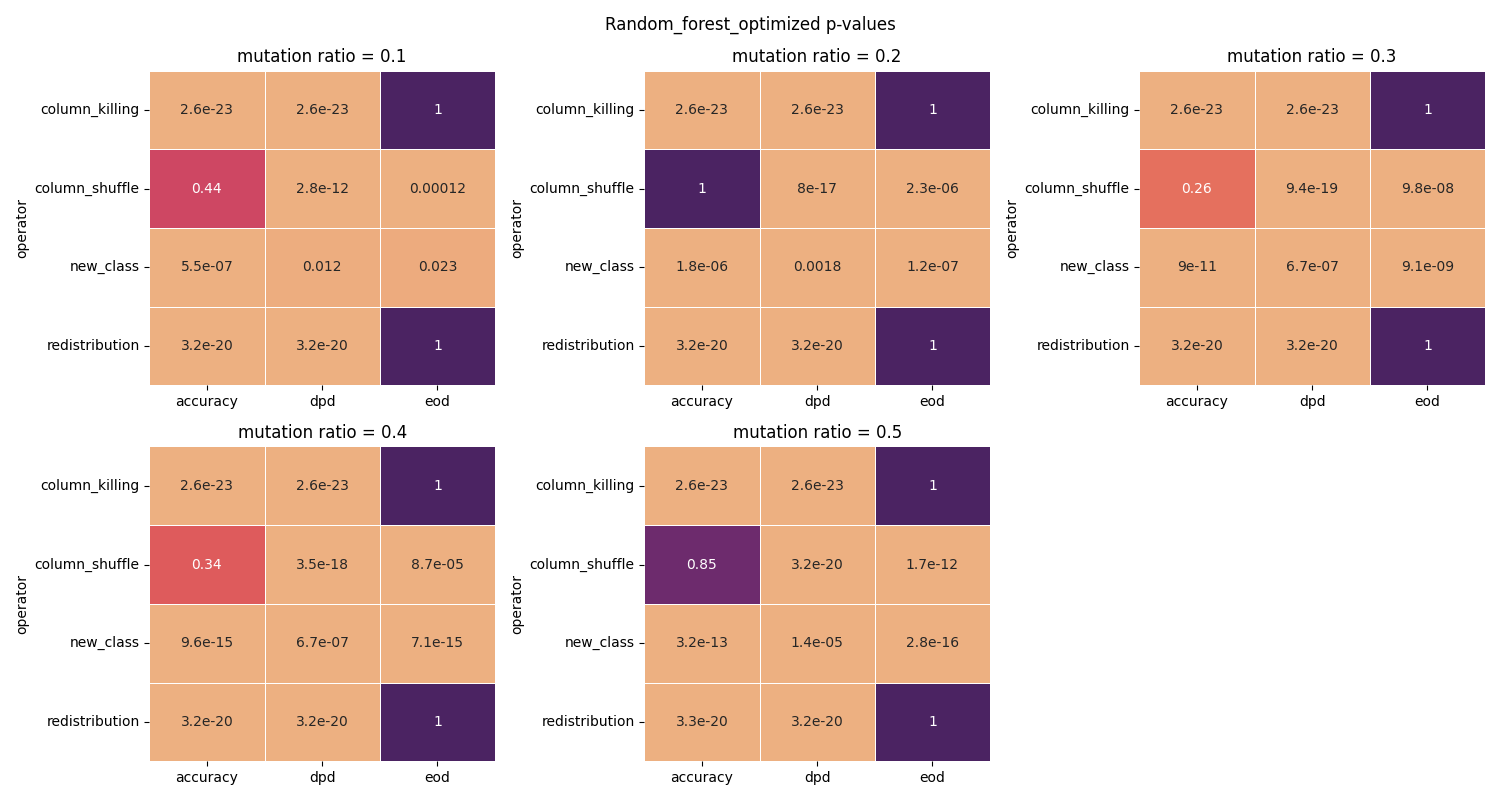 Random_forest_optimized p-values
mutation ratio = 0.1
operator
column_killing 2.6e-23 2.6e-23 1
column_shuffle 0.44 2.8e-12 0.00012
new_class 5.5e-07 0.012 0.023
redistribution 3.2e-20 3.2e-20 1
accuracy dpd eod
mutation ratio = 0.2
operator
column_killing 2.6e-23 2.6e-23 1
column_shuffle 1 8e-17 2.3e-06
new_class 1.8e-06 0.0018 1.2e-07
redistribution 3.2e-20 3.2e-20 1
accuracy dpd eod
mutation ratio = 0.3
operator
column_killing 2.6e-23 2.6e-23 1
column_shuffle 0.26 9.4e-19 9.8e-08
new_class 9e-11 6.7e-07 9.1e-09
redistribution 3.2e-20 3.2e-20 1
accuracy dpd eod
mutation ratio = 0.4
operator
column_killing 2.6e-23 2.6e-23 1
column_shuffle 0.34 3.5e-18 8.7e-05
new_class 9.6e-15 6.7e-07 7.1e-15
redistribution 3.2e-20 3.2e-20 1
accuracy dpd eod
mutation ratio = 0.5
operator
column_killing 2.6e-23 2.6e-23 1
column_shuffle 0.85 3.2e-20 1.7e-12
new_class 3.2e-13 1.4e-05 2.8e-16
redistribution 3.3e-20 3.2e-20 1
accuracy dpd eod